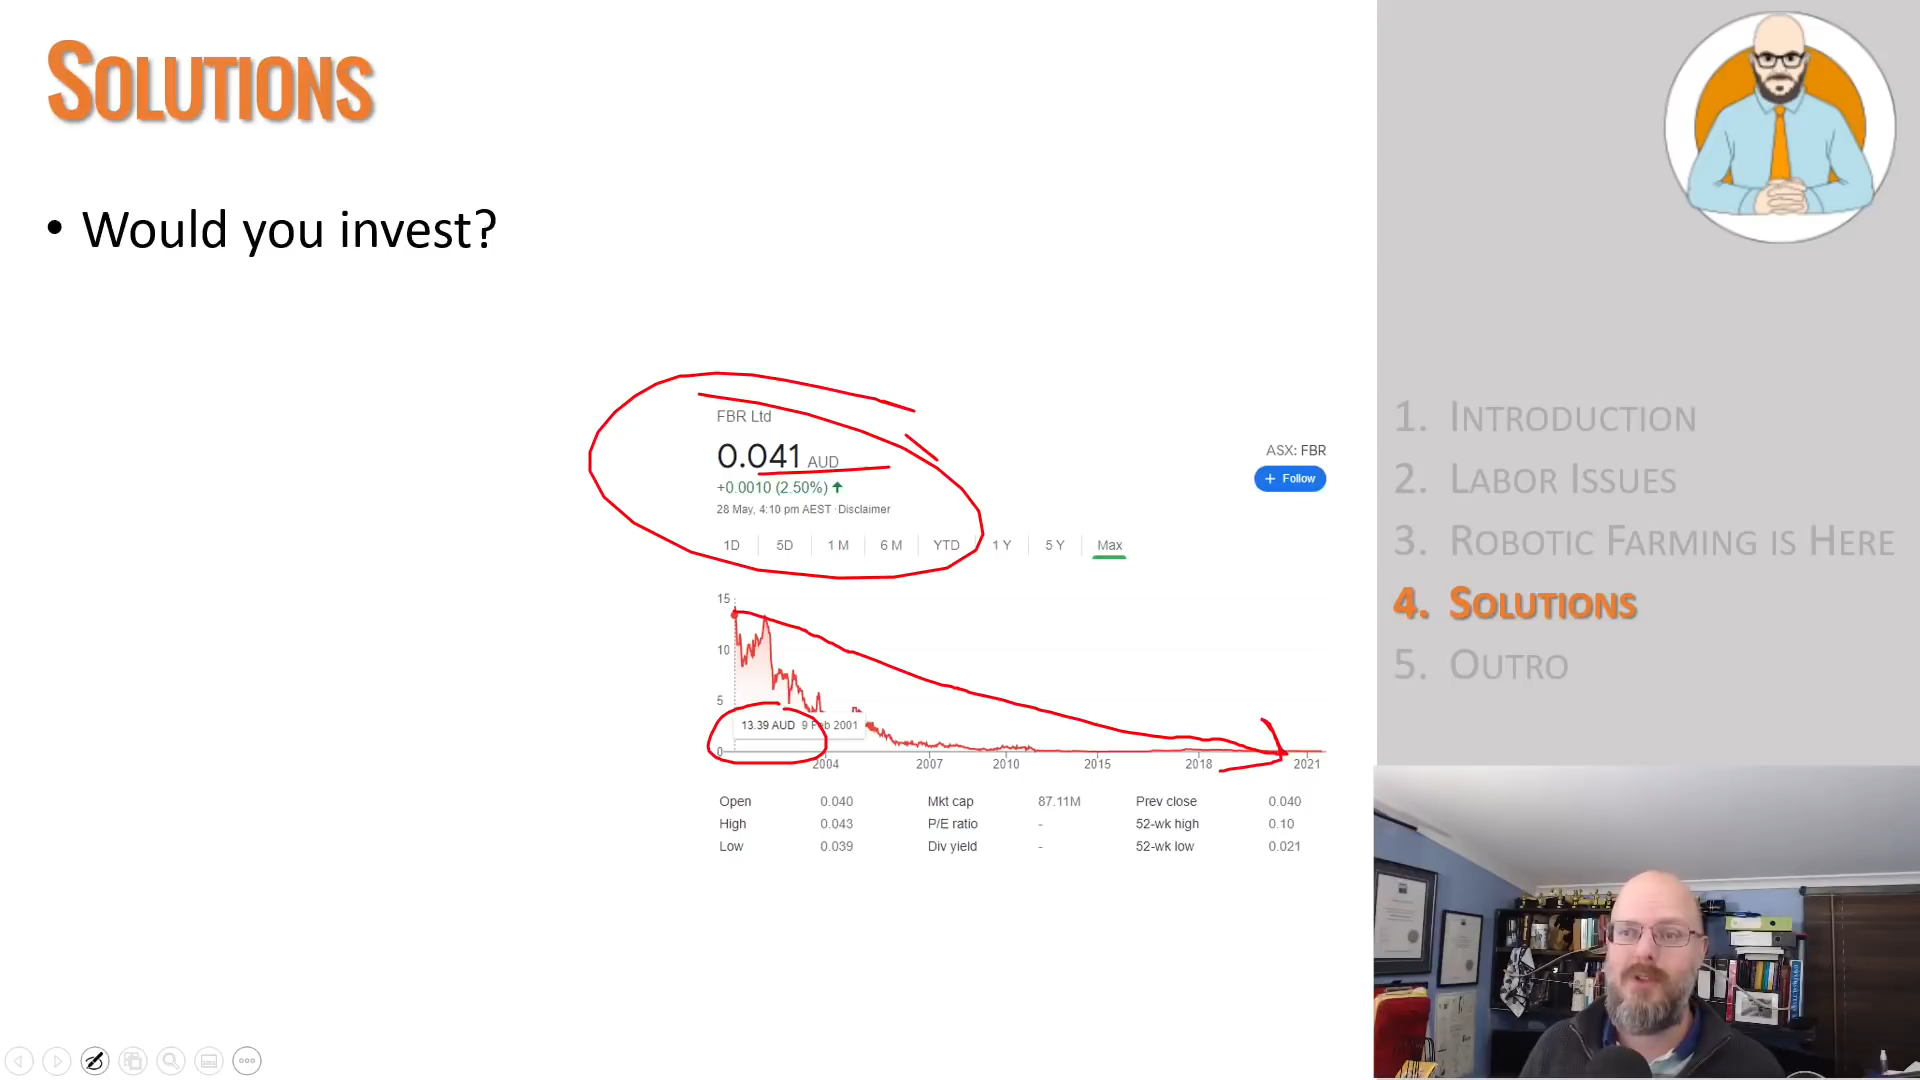 SOLUTIONS
• Would you invest?
FBR Ltd
0.041 AUD
+0.0010 (2.50%)
28 May, 4:10 pm AEST · Disclaimer
ASX: FBR
+ Follow
1D 5D 1 M 6 M YTD 1 Y 5 Y Max
15
10
5
0
13.39 AUD 9 Feb 2001
2004 2007 2010 2015 2018 2021
Open 0.040 Mkt cap 87.11M Prev close 0.040
High 0.043 P/E ratio - 52-wk high 0.10
Low 0.039 Div yield - 52-wk low 0.021
1. INTRODUCTION
2. LABOR ISSUES
3. ROBOTIC FARMING IS HERE
4. SOLUTIONS
5. OUTRO